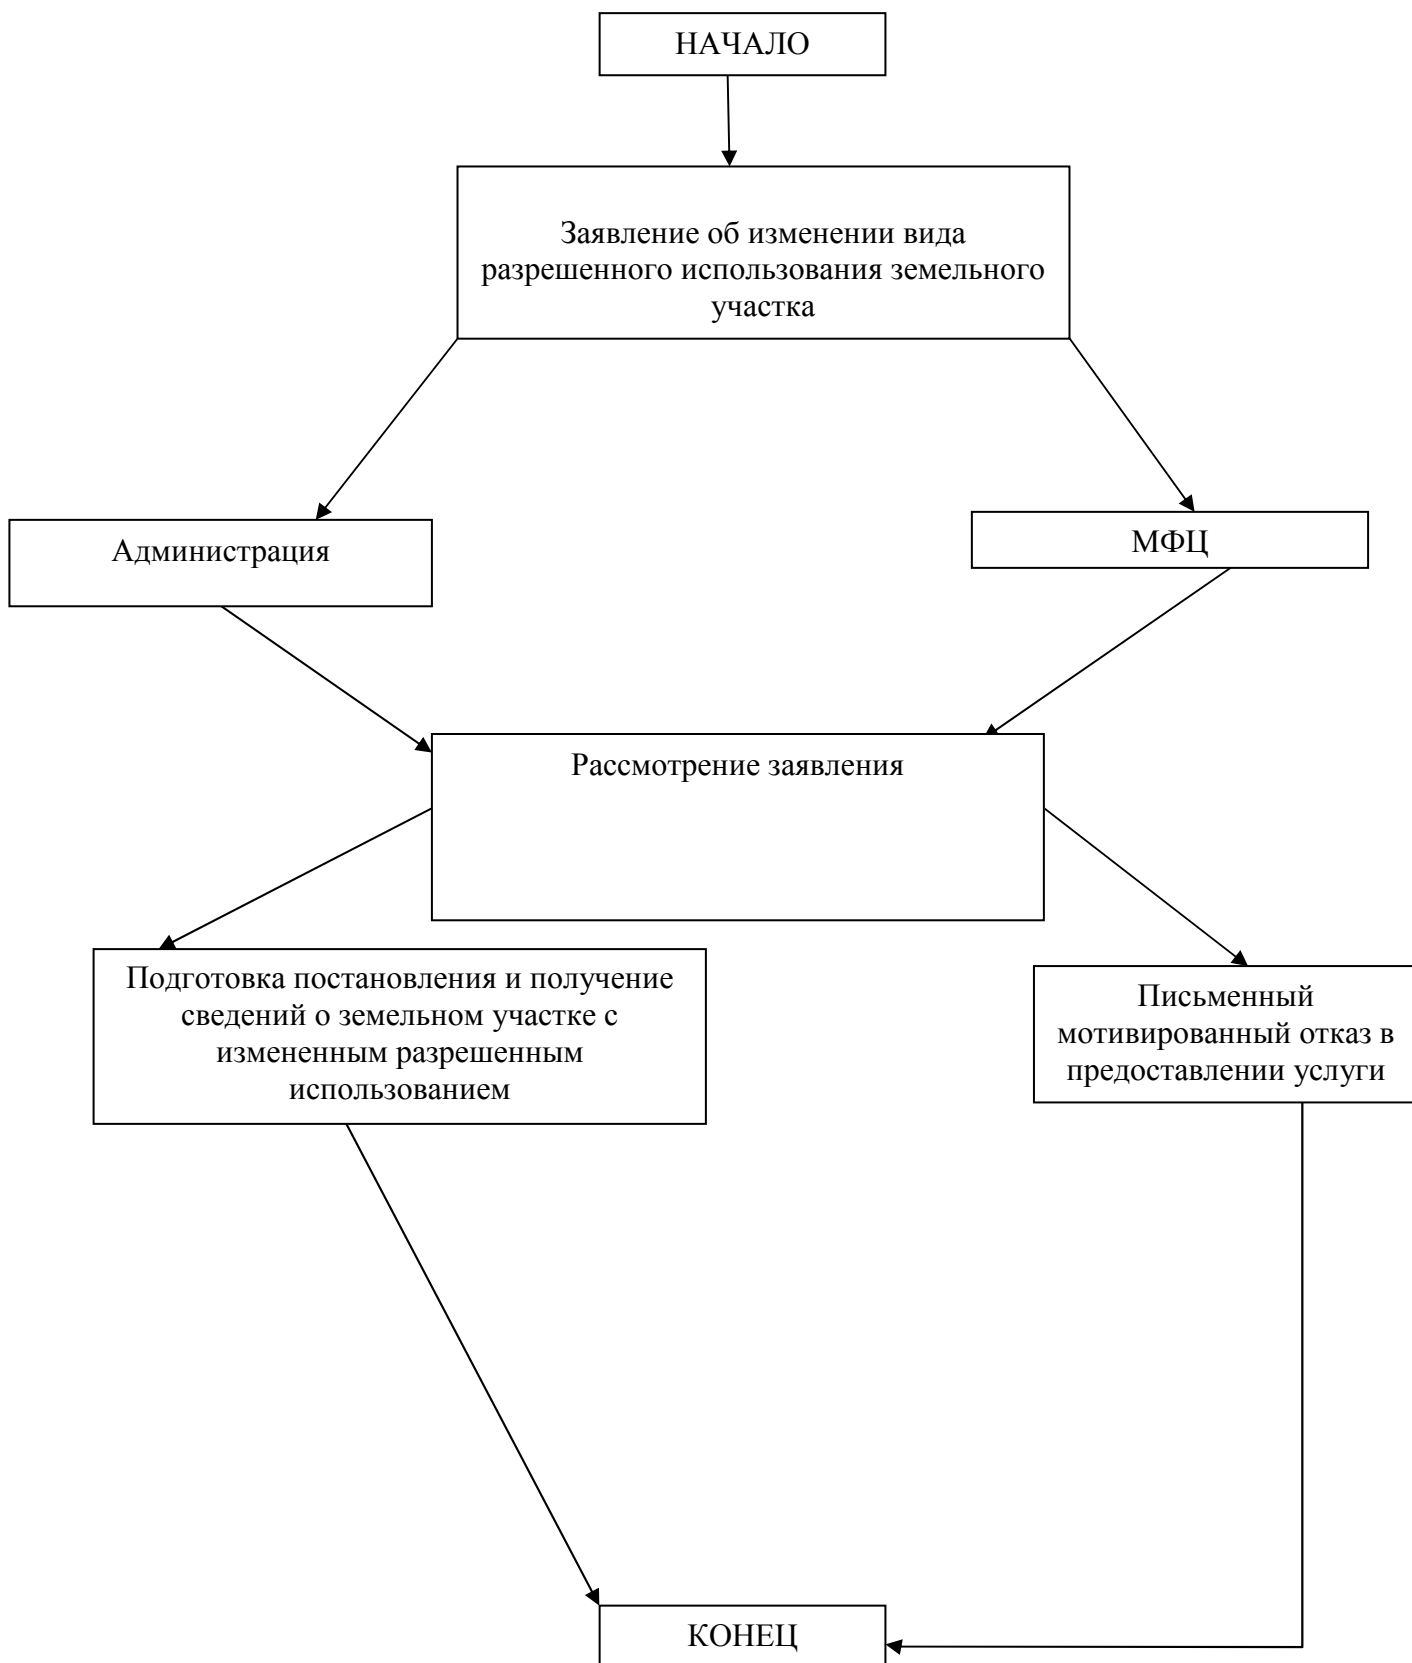 НАЧАЛО
Заявление об изменении вида
разрешенного использования земельного
участка
Администрация
МФЦ
Рассмотрение заявления
Подготовка постановления и получение
сведений о земельном участке с
измененным разрешенным
использованием
Письменный
мотивированный отказ в
предоставлении услуги
КОНЕЦ